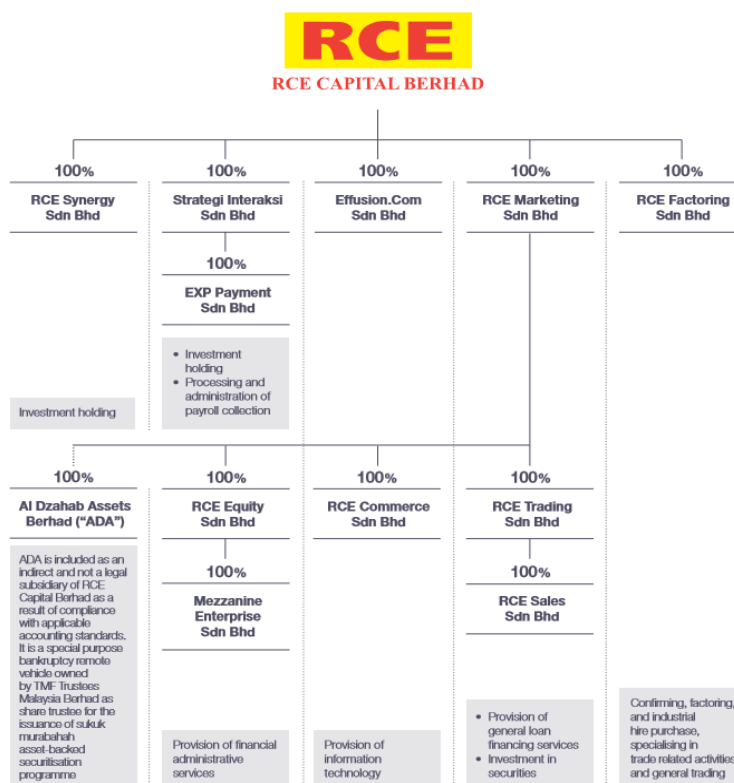 RCE
RCE CAPITAL BERHAD
100%
RCE Synergy
Sdn Bhd
Investment holding
100%
Strategi Interaksi
Sdn Bhd
100%
EXP Payment
Sdn Bhd
• Investment
holding
• Processing and
administration of
payroll collection
100%
Effusion.Com
Sdn Bhd
100%
RCE Marketing
Sdn Bhd
100%
RCE Factoring
Sdn Bhd
100%
Al Dzahab Assets
Berhad (“ADA”)
ADA is included as an
indirect and not a legal
subsidiary of RCE
Capital Berhad as a
result of compliance
with applicable
accounting standards.
It is a special purpose
bankruptcy remote
vehicle owned
by TMF Trustees
Malaysia Berhad as
share trustee for the
issuance of sukuk
murabahah
asset-backed
securitisation
programme
100%
RCE Equity
Sdn Bhd
100%
Mezzanine
Enterprise
Sdn Bhd
Provision of financial
administrative
services
100%
RCE Commerce
Sdn Bhd
Provision of
information
technology
100%
RCE Trading
Sdn Bhd
100%
RCE Sales
Sdn Bhd
• Provision of
general loan
financing services
• Investment in
securities
Confirming, factoring,
and industrial
hire purchase,
specialising in
trade related activities
and general trading